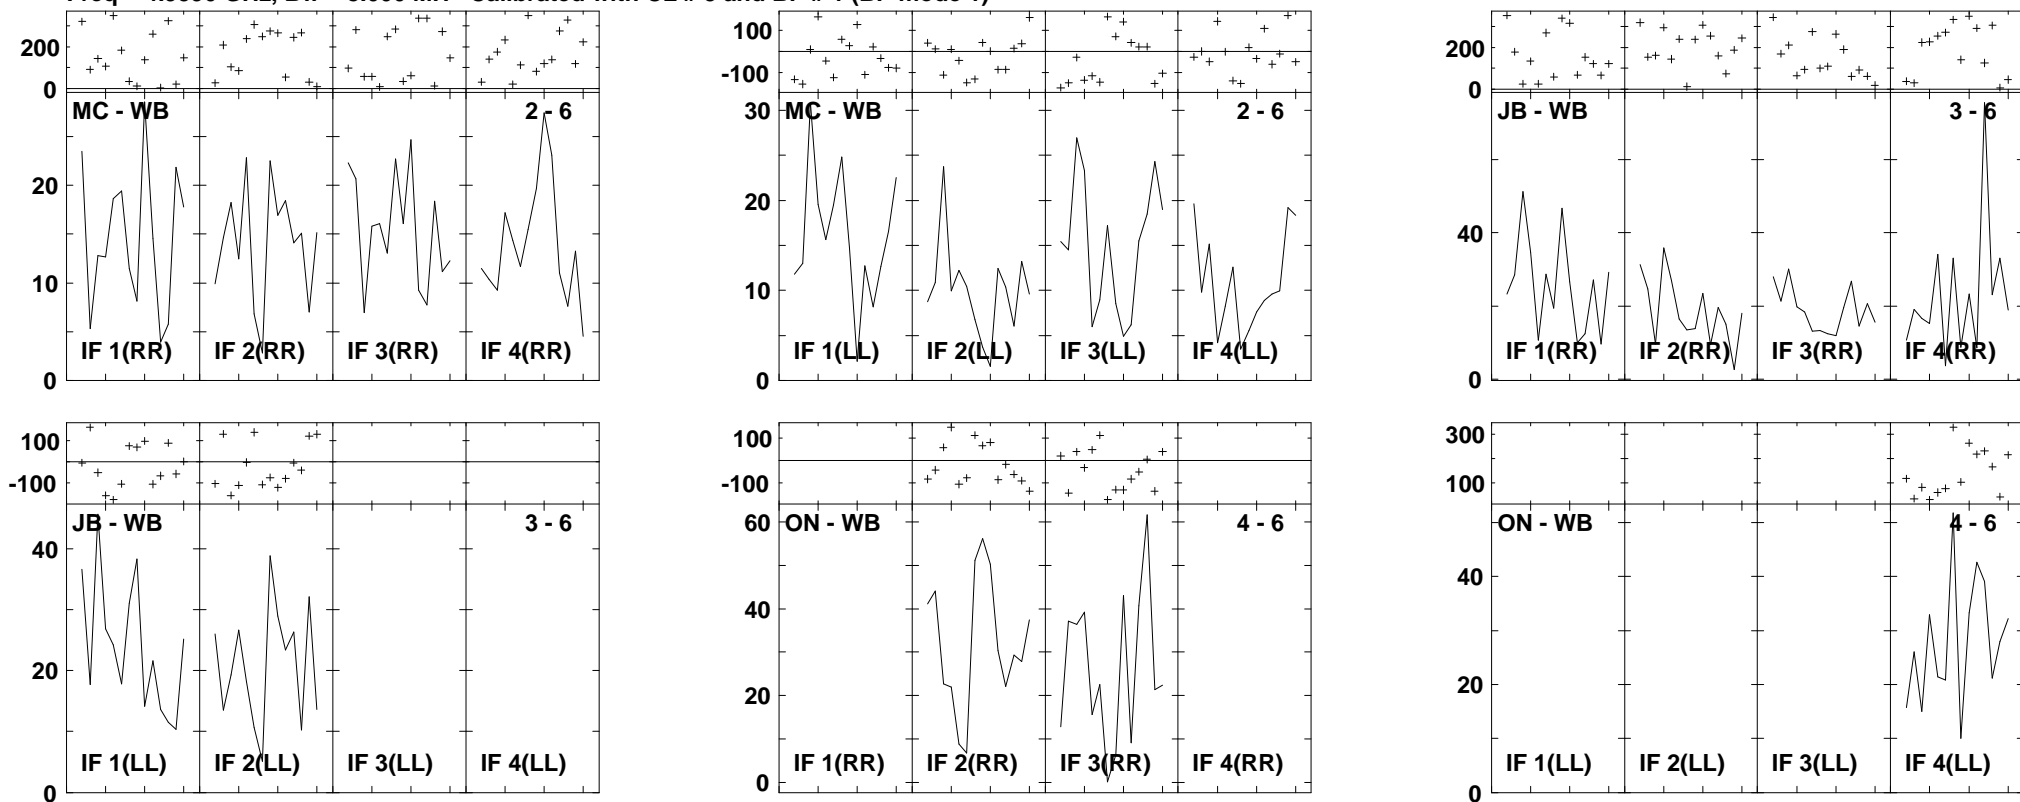 200
0
MC - WB
2 - 6
20
10
0
IF 1(RR)
IF 2(RR)
IF 3(RR)
IF 4(RR)
100
-100
MC - WB
2 - 6
30
20
10
0
IF 1(LL)
IF 2(LL)
IF 3(LL)
IF 4(LL)
200
0
JB - WB
3 - 6
40
0
IF 1(RR)
IF 2(RR)
IF 3(RR)
IF 4(RR)
100
-100
JB - WB
3 - 6
40
20
0
IF 1(LL)
IF 2(LL)
IF 3(LL)
IF 4(LL)
100
-100
ON - WB
4 - 6
60
40
20
0
IF 1(RR)
IF 2(RR)
IF 3(RR)
IF 4(RR)
300
100
ON - WB
4 - 6
40
20
0
IF 1(LL)
IF 2(LL)
IF 3(LL)
IF 4(LL)